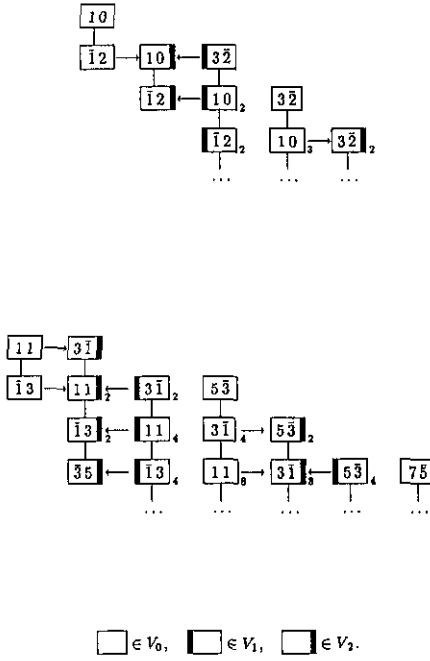 10
1̄2 10 32̄
1̄2 10₂ 32̄
1̄2₂ 10₃ 32̄₂
... ... ...
11 31̄
1̄3 11₂ 31̄₂ 53̄
1̄3₂ 11₄ 31̄₄ 53̄₂
3̄5 1̄3₄ 11₆ 31̄₈ 53̄₄ 75̄
... ... ... ... ...
∈ V₀, ∈ V₁, ∈ V₂.